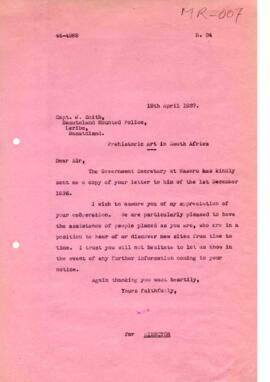 MR-007
44-4983 R. 24
12th April 1937.
Capt. J. Smith,
Basutoland Mounted Police,
Leribe,
Basutoland.
Prehistoric Art in South Africa
Dear Sir,
The Government Secretary at Maseru has kindly
sent me a copy of your letter to him of the 1st December
1936.
I wish to assure you of my appreciation of
your coöperation. We are particularly pleased to have
the assistance of people placed as you are, who are in a
position to hear of or discover new sites from time to
time. I trust you will not hesitate to let us know in
the event of any further information coming to your
notice.
Again thanking you most heartily,
Yours faithfully,
for DIRECTOR